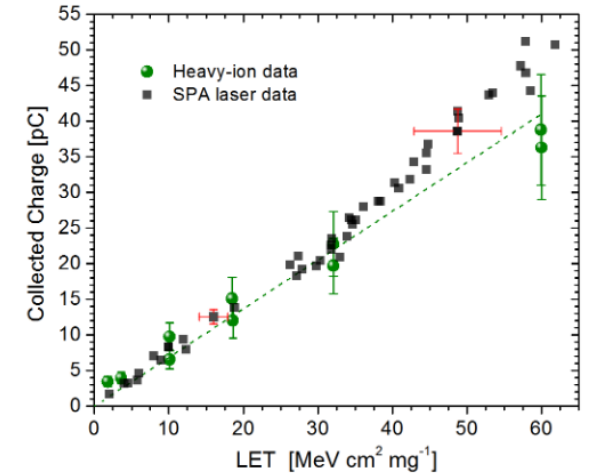 55
50
45
40
35
30
25
20
15
10
5
0
Collected Charge [pC]
Heavy-ion data
SPA laser data
0 10 20 30 40 50 60
LET [MeV cm² mg⁻¹]